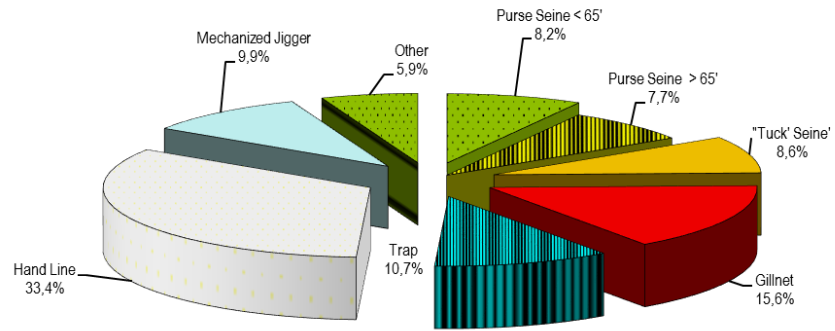 Purse Seine < 65'
8,2%
Mechanized Jigger
9,9%
Other
5,9%
Purse Seine > 65'
7,7%
"Tuck' Seine'
8,6%
Trap
10,7%
Hand Line
33,4%
Gillnet
15,6%